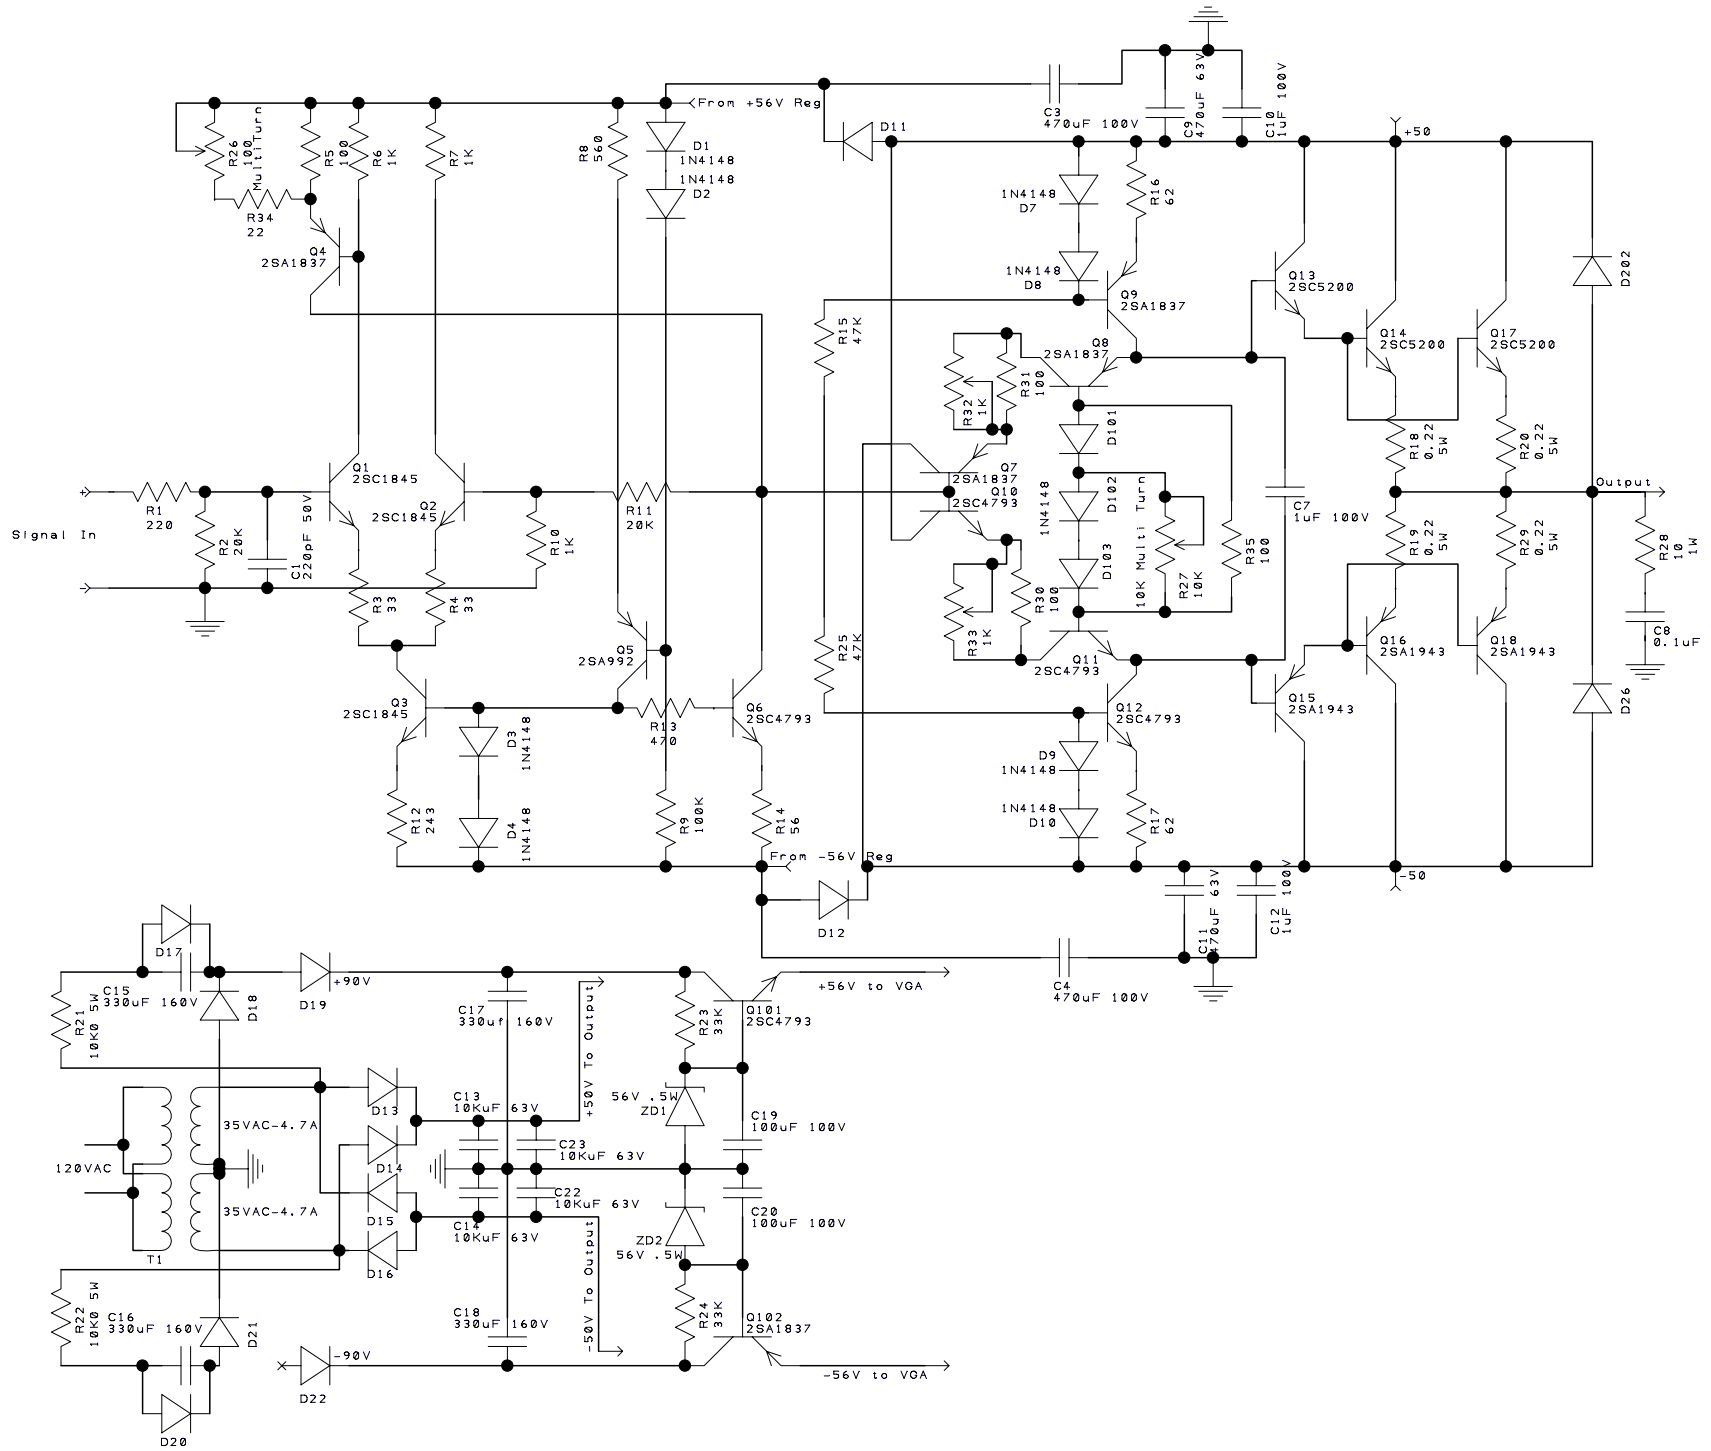 From +56V Reg
C3
470uF 100V
C9
470uF 63V
C10
1uF 100V
D11
+50
R26
100
MultiTurn
R5
100
R6
1K
R7
1K
R8
560
D1
1N4148
1N4148
D2
R34
22
Q4
2SA1837
1N4148
D7
R16
62
1N4148
D8
Q9
2SA1837
Q13
2SC5200
D202
R15
47K
Q8
2SA1837
Q14
2SC5200
Q17
2SC5200
R32
1K
R31
100
D101
R18
0.22
5W
R20
0.22
5W
Q1
2SC1845
Q2
2SC1845
Q7
2SA1837
Q10
2SC4793
D102
1N4148
Output
+
R1
220
Signal In
-
R2
20K
C1
220pF 50V
R11
20K
R10
1K
C7
1uF 100V
R19
0.22
5W
R29
0.22
5W
R28
10
1W
D103
10K Multi Turn
R27
10K
R35
100
R3
33
R4
33
R33
1K
R30
100
R25
47K
Q5
2SA992
Q11
2SC4793
Q16
2SA1943
Q18
2SA1943
C8
0.1uF
Q3
2SC1845
R13
470
Q6
2SC4793
Q12
2SC4793
Q15
2SA1943
D26
D3
1N4148
D9
1N4148
R12
243
D4
1N4148
R9
100K
R14
56
1N4148
D10
R17
62
From -56V Reg
-50
D12
C11
470uF 63V
C12
1uF 100V
C4
470uF 100V
D17
C15
330uF 160V
D18
D19
+90V
R21
10K0 5W
C17
330uf 160V
+50V To Output
R23
33K
Q101
2SC4793
+56V to VGA
D13
C13
10KuF 63V
56V .5W
ZD1
C19
100uF 100V
35VAC-4.7A
D14
C23
10KuF 63V
120VAC
C22
10KuF 63V
35VAC-4.7A
D15
C14
10KuF 63V
C20
100uF 100V
T1
D16
ZD2
56V .5W
-50V To Output
R22
10K0 5W
C16
330uF 160V
D21
C18
330uF 160V
R24
33K
Q102
2SA1837
-90V
D22
-56V to VGA
D20